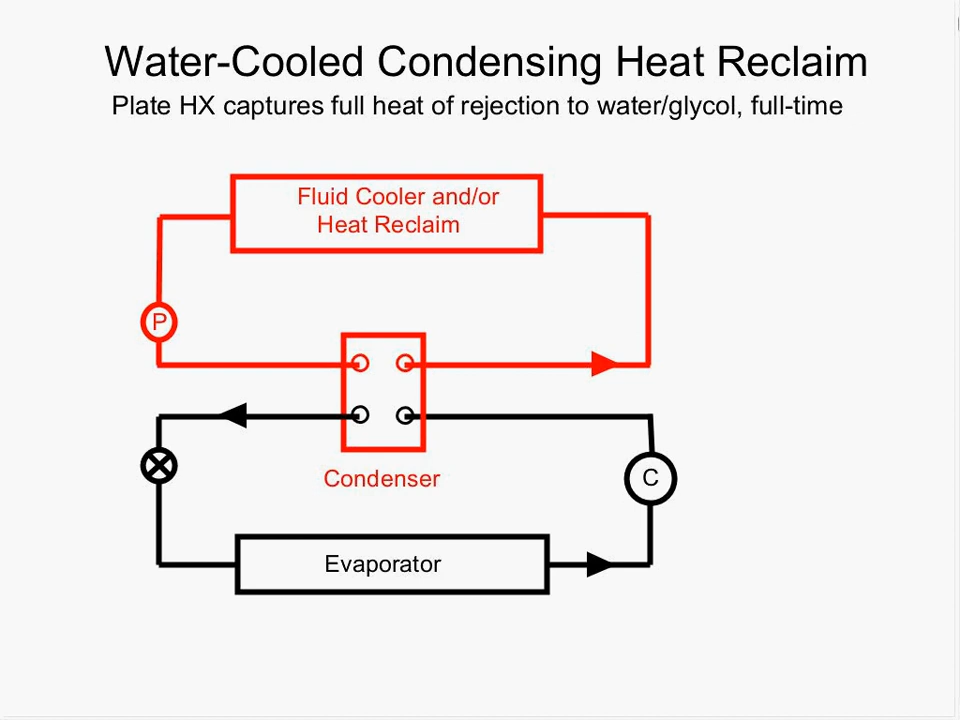 Water-Cooled Condensing Heat Reclaim
Plate HX captures full heat of rejection to water/glycol, full-time
Fluid Cooler and/or
Heat Reclaim
P
Condenser
C
Evaporator